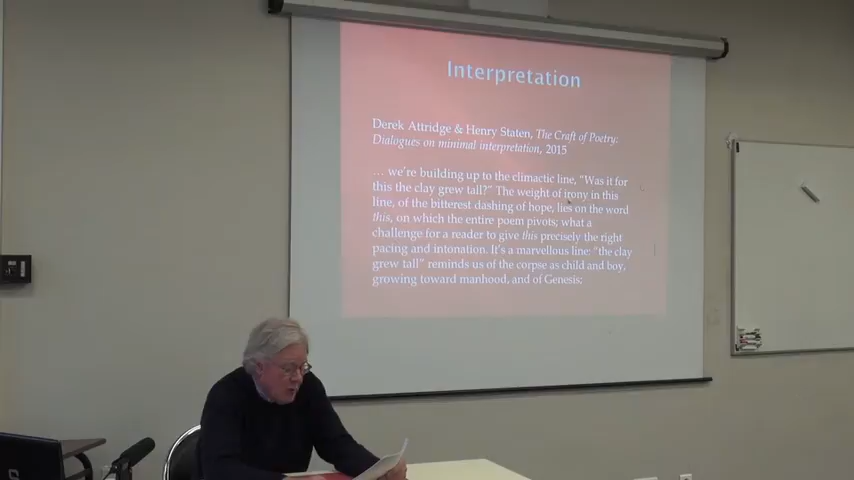 Interpretation
Derek Attridge & Henry Staten, The Craft of Poetry:
Dialogues on minimal interpretation, 2015
… we're building up to the climactic line, "Was it for
this the clay grew tall?" The weight of irony in this
line, of the bitterest dashing of hope, lies on the word
this, on which the entire poem pivots; what a
challenge for a reader to give this precisely the right
pacing and intonation. It's a marvellous line: "the clay
grew tall" reminds us of the corpse as child and boy,
growing toward manhood, and of Genesis: